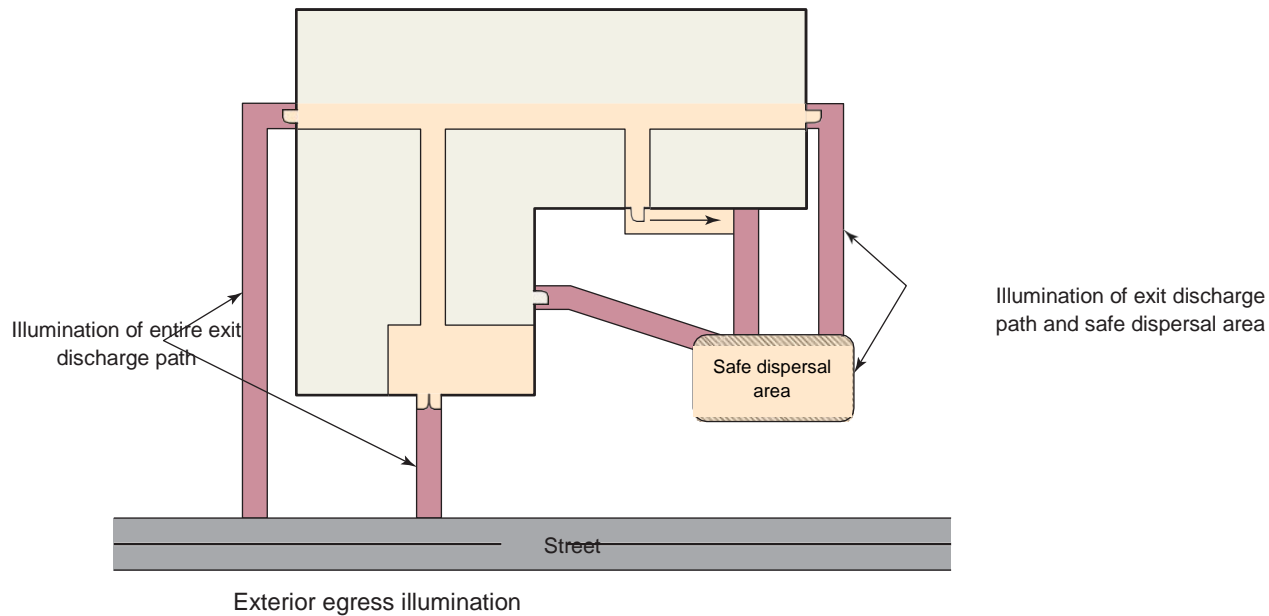 Illumination of entire exit
discharge path
Illumination of exit discharge
path and safe dispersal area
Safe dispersal
area
Street
Exterior egress illumination